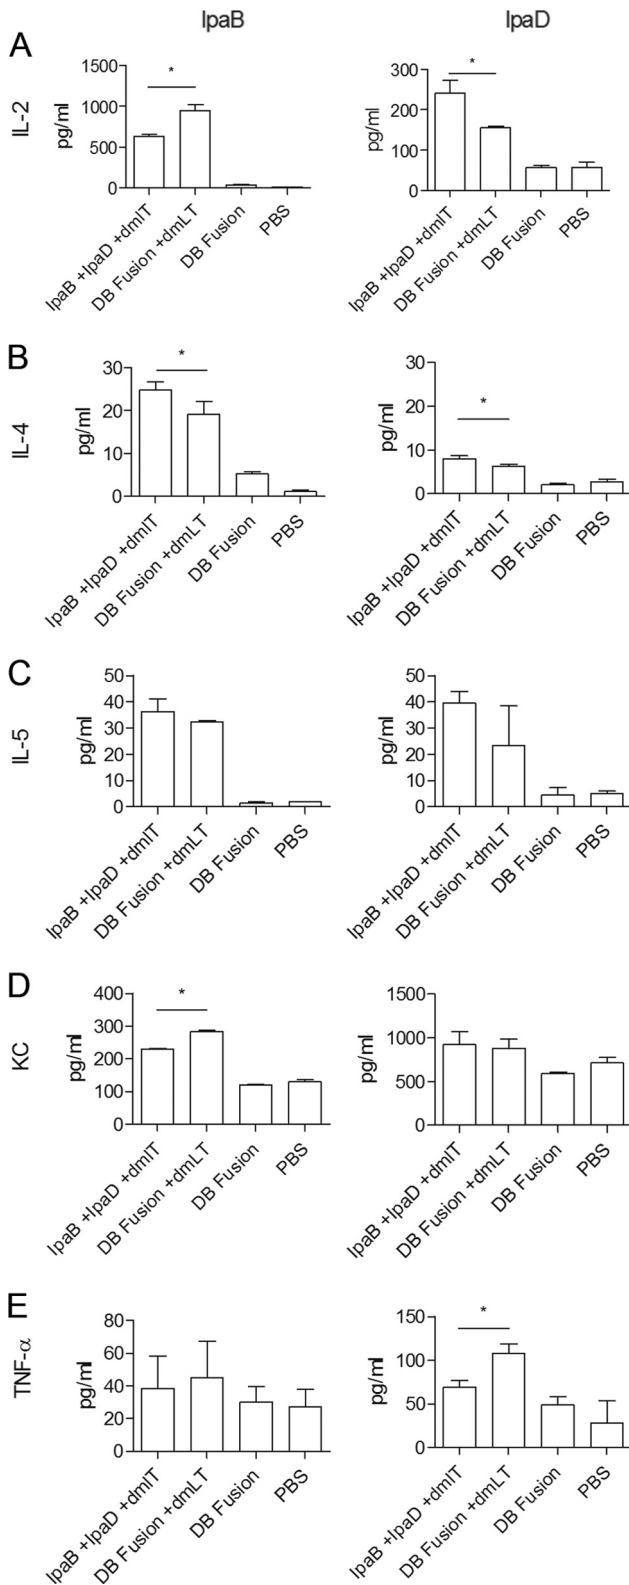 IpaB IpaD
A
IL-2
pg/ml
1500
1000
500
0
*
IpaB +IpaD +dmlT
DB Fusion +dmLT
DB Fusion
PBS
pg/ml
300
200
100
0
*
IpaB +IpaD +dmlT
DB Fusion +dmLT
DB Fusion
PBS
B
IL-4
pg/ml
30
20
10
0
*
IpaB +IpaD +dmlT
DB Fusion +dmLT
DB Fusion
PBS
pg/ml
30
20
10
0
*
IpaB +IpaD +dmlT
DB Fusion +dmLT
DB Fusion
PBS
C
IL-5
pg/ml
50
40
30
20
10
0
IpaB +IpaD +dmlT
DB Fusion +dmLT
DB Fusion
PBS
pg/ml
50
40
30
20
10
0
IpaB +IpaD +dmlT
DB Fusion +dmLT
DB Fusion
PBS
D
KC
pg/ml
400
300
200
100
0
*
IpaB +IpaD +dmlT
DB Fusion +dmLT
DB Fusion
PBS
pg/ml
1500
1000
500
0
IpaB +IpaD +dmlT
DB Fusion +dmLT
DB Fusion
PBS
E
TNF-α
pg/ml
80
60
40
20
0
IpaB +IpaD +dmlT
DB Fusion +dmLT
DB Fusion
PBS
pg/ml
150
100
50
0
*
IpaB +IpaD +dmlT
DB Fusion +dmLT
DB Fusion
PBS